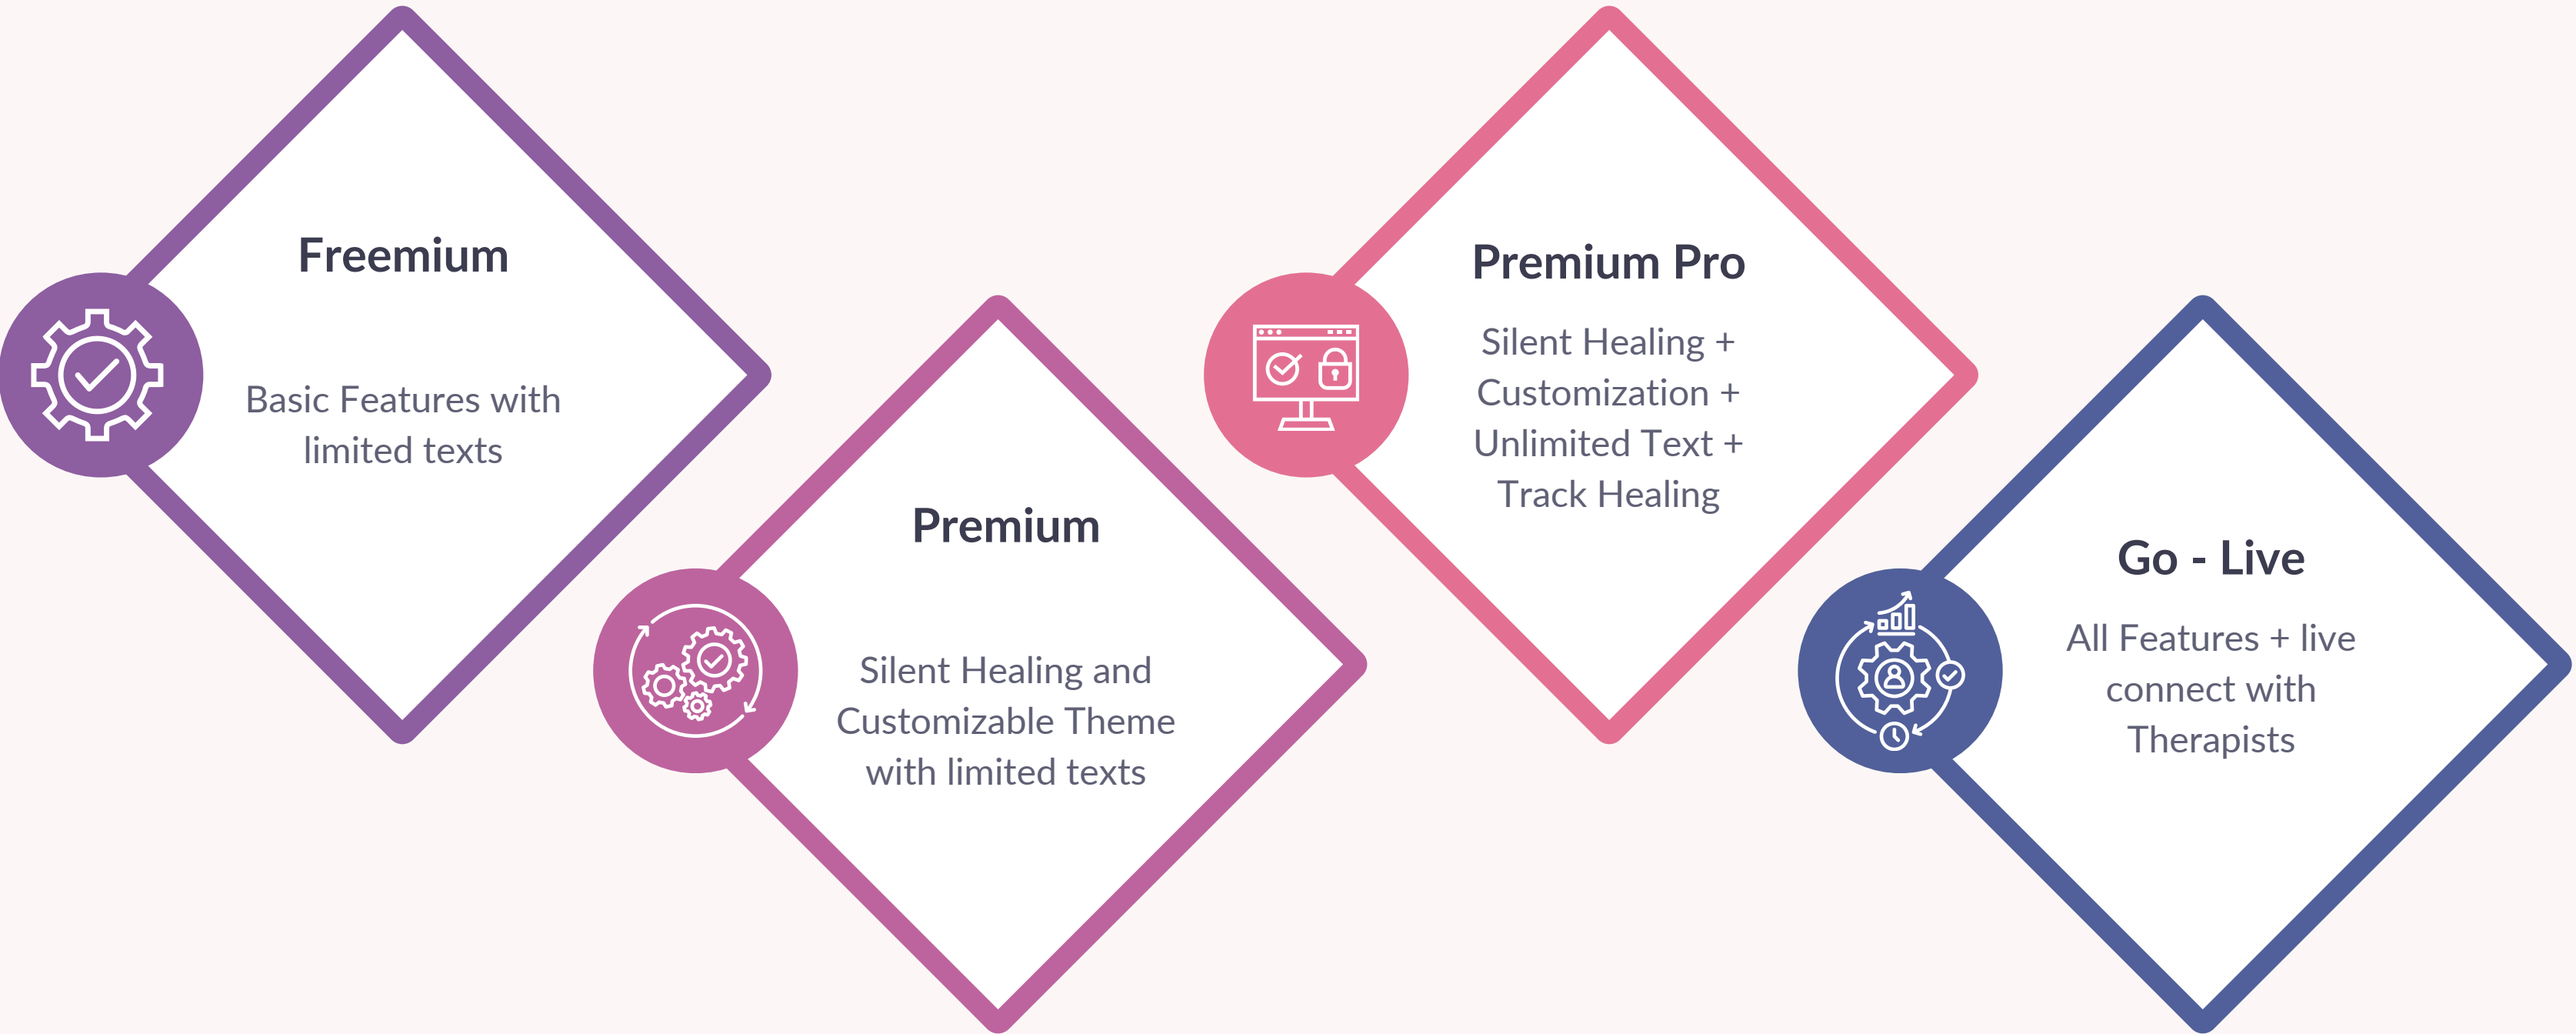 Freemium
Basic Features with
limited texts
Premium
Silent Healing and
Customizable Theme
with limited texts
Premium Pro
Silent Healing +
Customization +
Unlimited Text +
Track Healing
Go - Live
All Features + live
connect with
Therapists